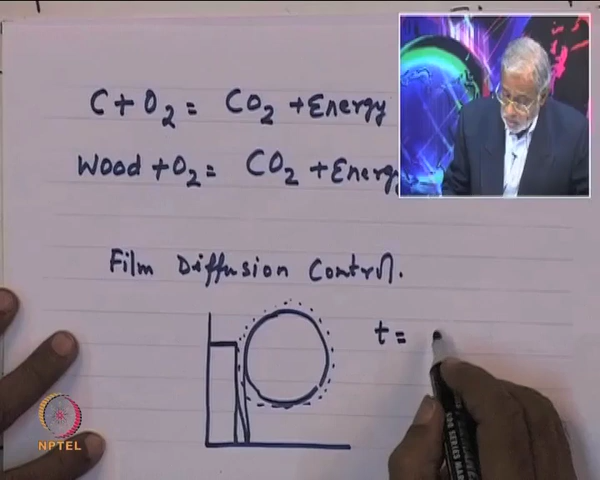 C + O₂ = CO₂ + Energy
Wood + O₂ = CO₂ + Energy
Film Diffusion Control.
t =
NPTEL